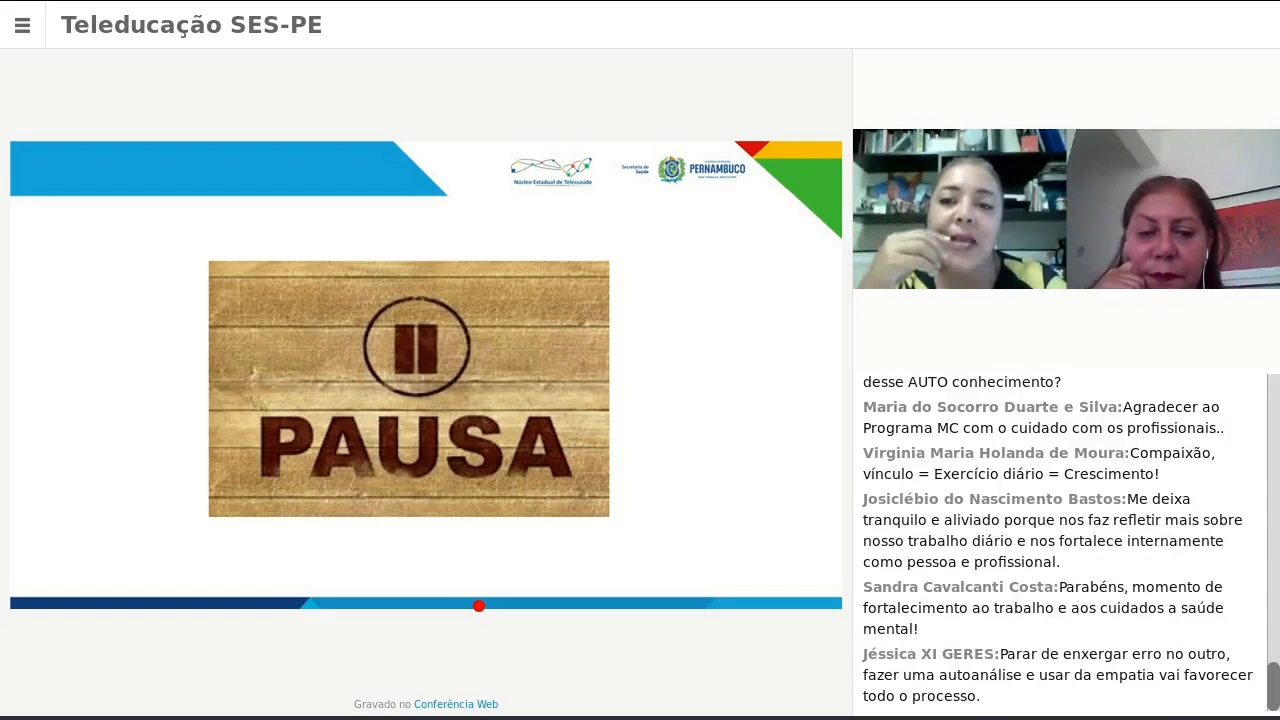 Teleducação SES-PE
Núcleo Estadual de Telessaúde
Secretaria de
Saúde
PERNAMBUCO
PAUSA
desse AUTO conhecimento?
Maria do Socorro Duarte e Silva:Agradecer ao
Programa MC com o cuidado com os profissionais..
Virginia Maria Holanda de Moura:Compaixão,
vínculo = Exercício diário = Crescimento!
Josiclébio do Nascimento Bastos:Me deixa
tranquilo e aliviado porque nos faz refletir mais sobre
nosso trabalho diário e nos fortalece internamente
como pessoa e profissional.
Sandra Cavalcanti Costa:Parabéns, momento de
fortalecimento ao trabalho e aos cuidados a saúde
mental!
Jéssica XI GERES:Parar de enxergar erro no outro,
fazer uma autoanálise e usar da empatia vai favorecer
todo o processo.
Gravado no Conferência Web